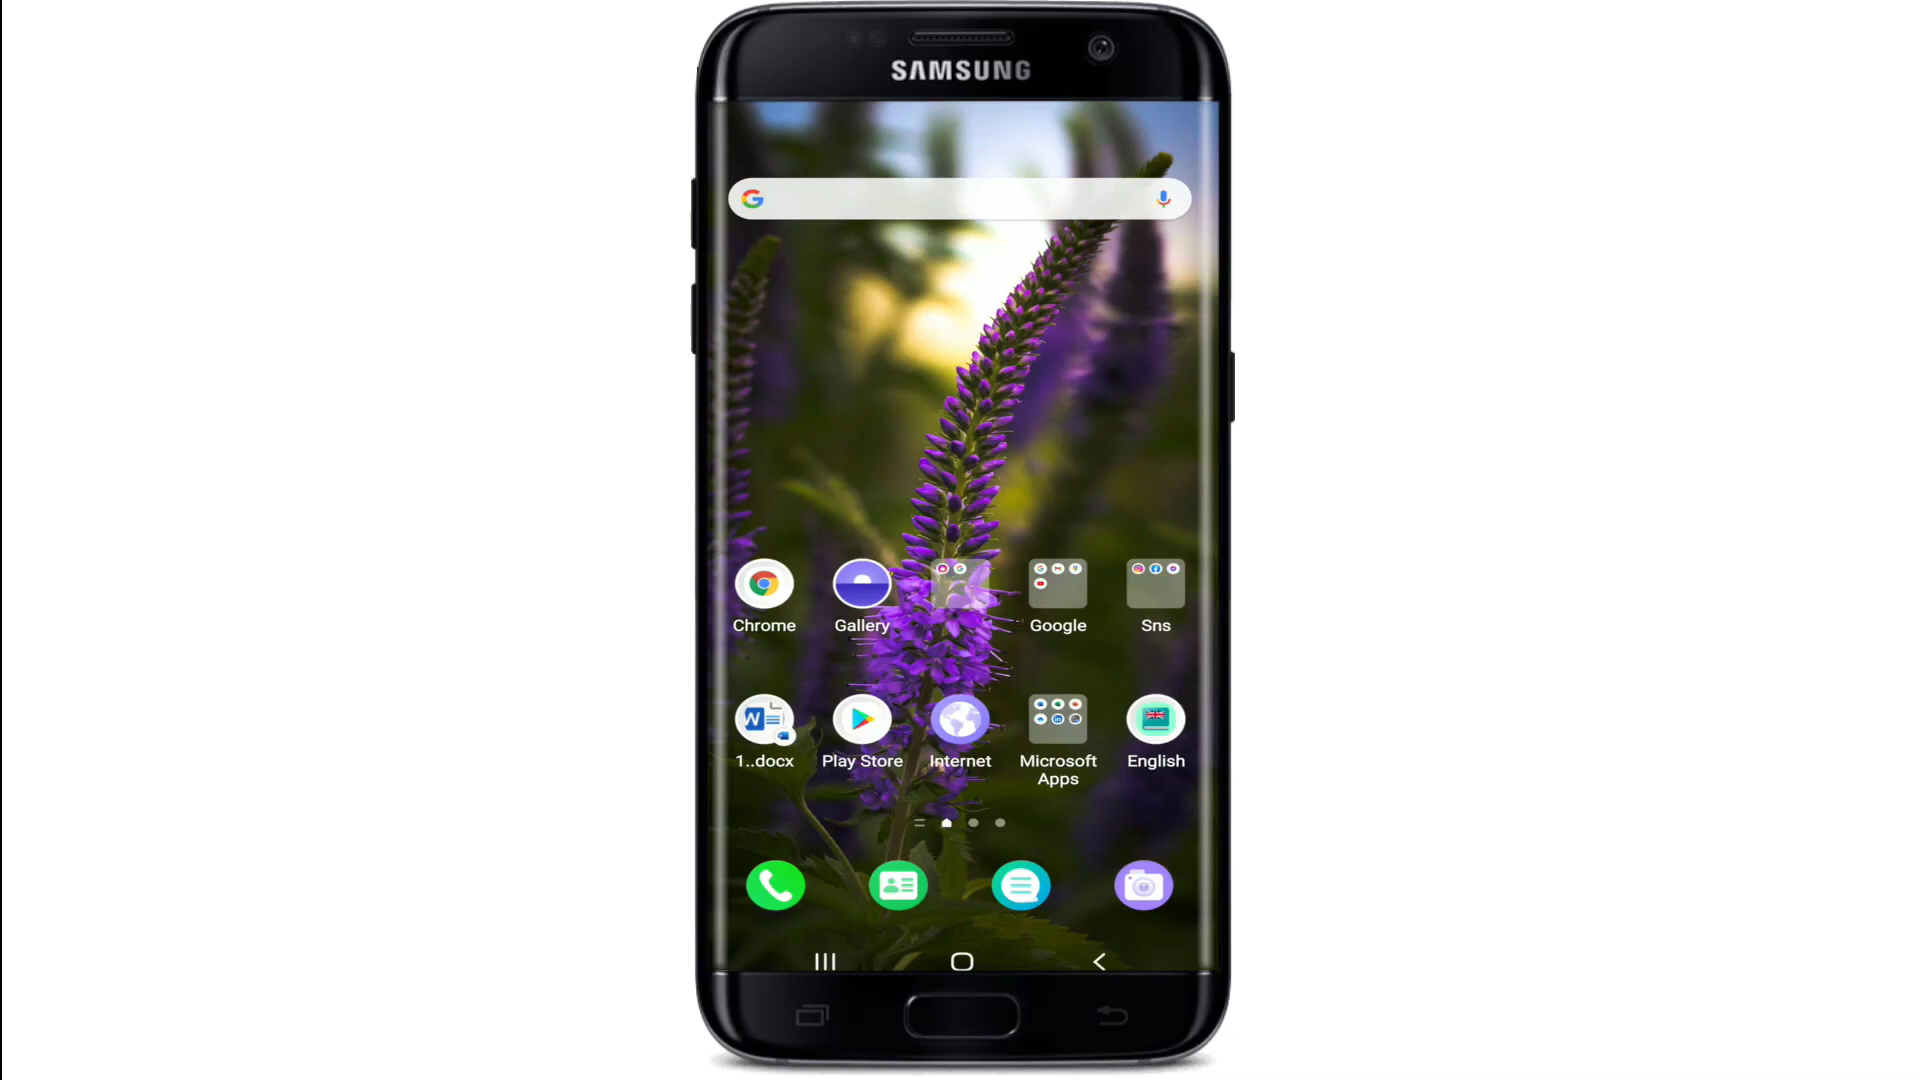 SAMSUNG
Chrome
Gallery
Google
Sns
1..docx
Play Store
Internet
Microsoft
Apps
English